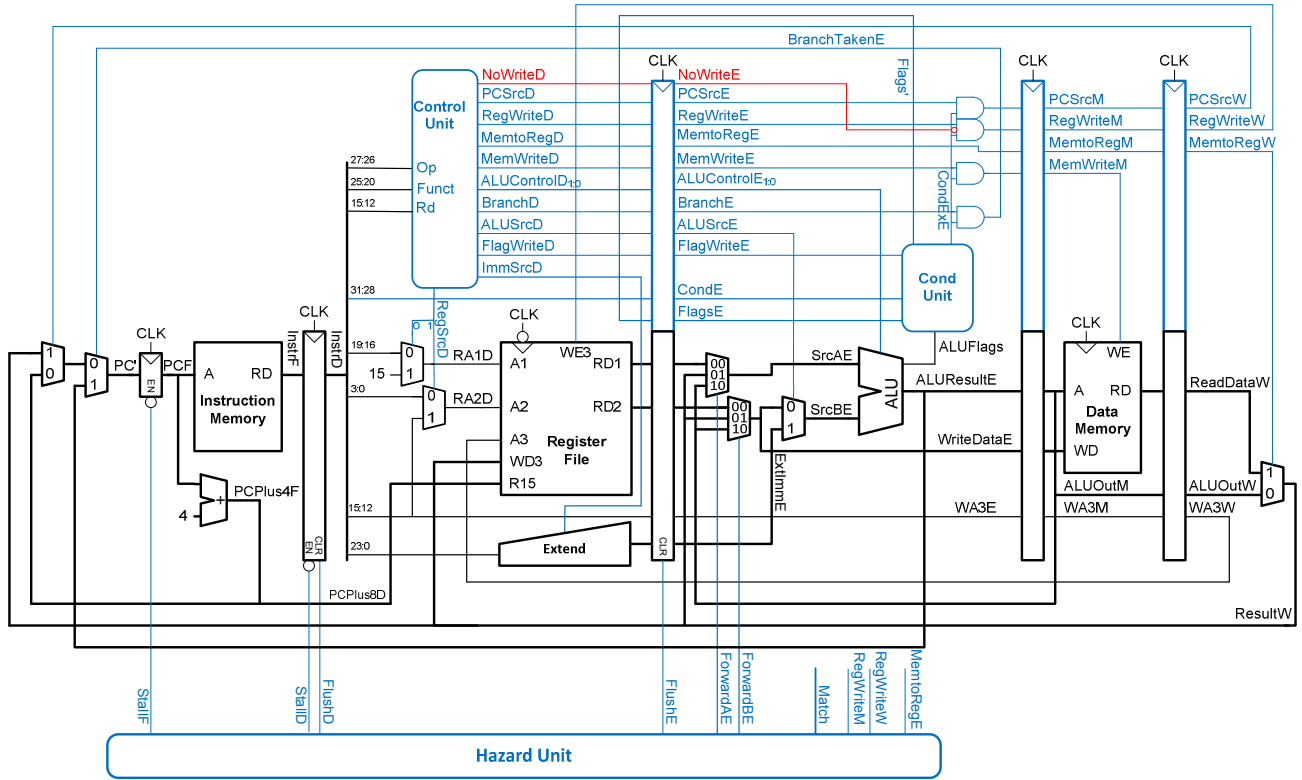 BranchTakenE
CLK
CLK
CLK
NoWriteD
NoWriteE
Flags'
Control
Unit
PCSrcD
PCSrcE
PCSrcM
PCSrcW
RegWriteD
RegWriteE
RegWriteM
RegWriteW
MemtoRegD
MemtoRegE
MemtoRegM
MemtoRegW
27:26
Op
MemWriteD
MemWriteE
MemWriteM
25:20
Funct
ALUControlD1:0
ALUControlE1:0
CondExE
15:12
Rd
BranchD
BranchE
ALUSrcD
ALUSrcE
FlagWriteD
FlagWriteE
ImmSrcD
Cond
Unit
31:28
CondE
FlagsE
RegSrcD
0 1
CLK
CLK
CLK
CLK
InstrF
InstrD
19:16
ALUFlags
1
0
0
1
PC'
PCF
EN
A
RD
Instruction
Memory
0
1
15
RA1D
A1
WE3
RD1
00
01
10
SrcAE
ALU
ALUResultE
WE
A
RD
ReadDataW
Data
Memory
WD
3:0
0
1
RA2D
A2
RD2
00
01
10
0
1
SrcBE
A3
Register
File
WD3
R15
WriteDataE
ExtImmE
1
0
PCPlus4F
4
+
ALUOutM
ALUOutW
15:12
WA3E
WA3M
WA3W
EN
CLR
23:0
Extend
CLR
PCPlus8D
ResultW
StallF
StallD
FlushD
FlushE
ForwardAE
ForwardBE
Match
RegWriteM
RegWriteW
MemtoRegE
Hazard Unit